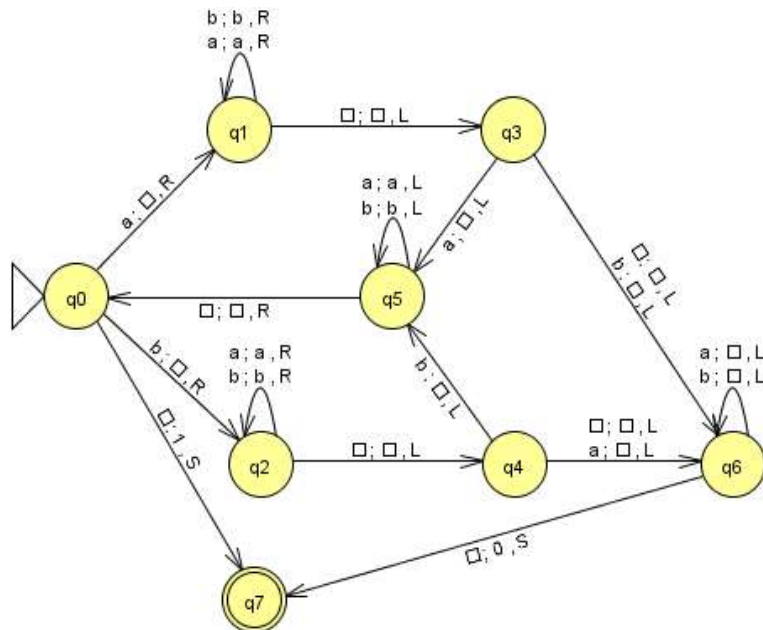 b ; b , R
a ; a , R
q1
□ ; □ , L
q3
a ; □ , R
a ; a , L
b ; b , L
a ; □ , L
□ ; □ , L
b ; □ , L
q0
q5
□ ; □ , R
b ; □ , R
a ; a , R
b ; b , R
b ; □ , L
a ; □ , L
b ; □ , L
□ ; 1 , S
q2
□ ; □ , L
q4
□ ; □ , L
a ; □ , L
q6
□ ; 0 , S
q7